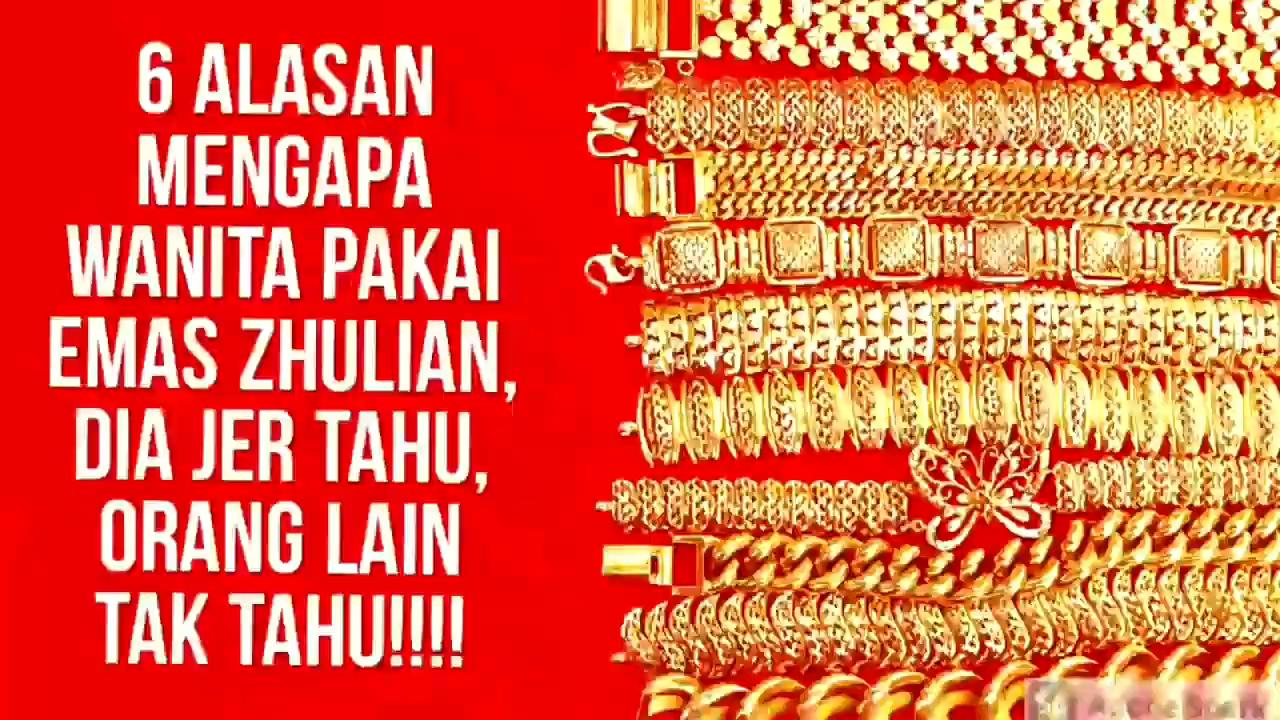 6 ALASAN
MENGAPA
WANITA PAKAI
EMAS ZHULIAN,
DIA JER TAHU,
ORANG LAIN
TAK TAHU!!!!